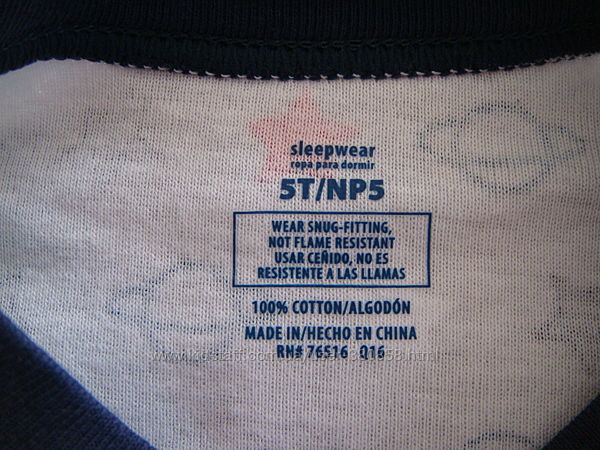 sleepwear
ropa para dormir
5T/NP5
WEAR SNUG-FITTING,
NOT FLAME RESISTANT
USAR CEÑIDO, NO ES
RESISTENTE A LAS LLAMAS
100% COTTON/ALGODÓN
MADE IN/HECHO EN CHINA
RN# 76516 Q16